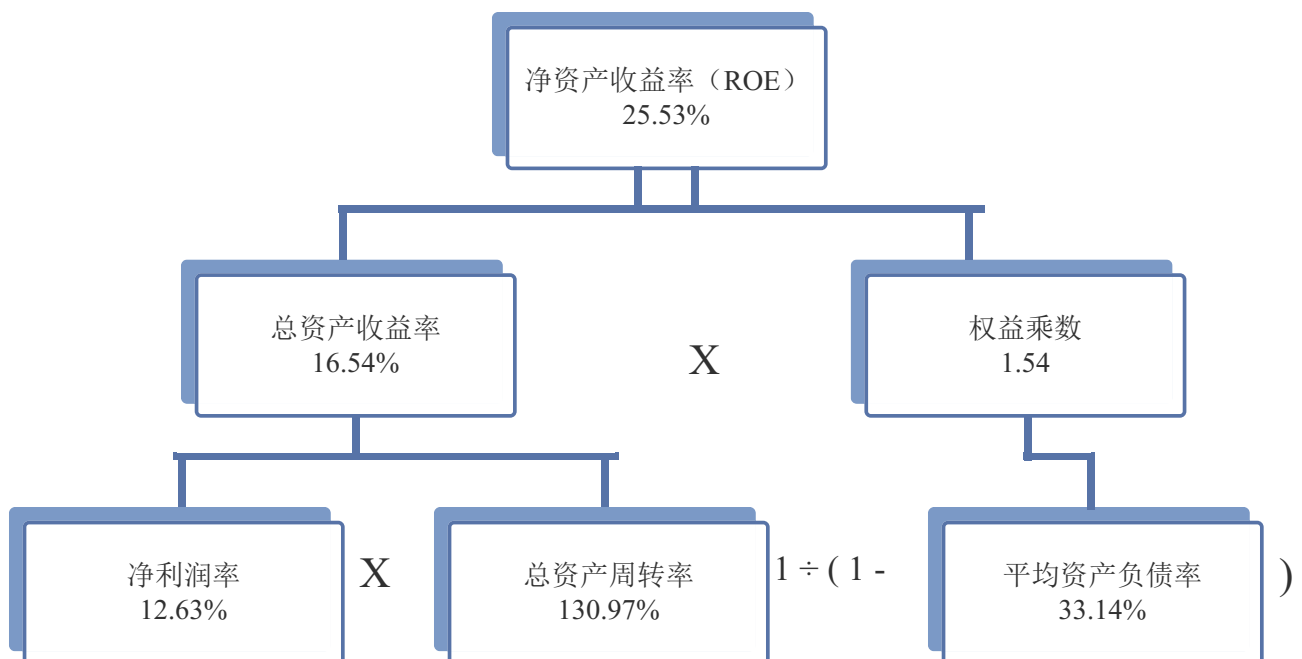 净资产收益率（ROE）
25.53%
总资产收益率
16.54%
X
权益乘数
1.54
净利润率
12.63%
X
总资产周转率
130.97%
1 ÷ ( 1 -
平均资产负债率
33.14%
)